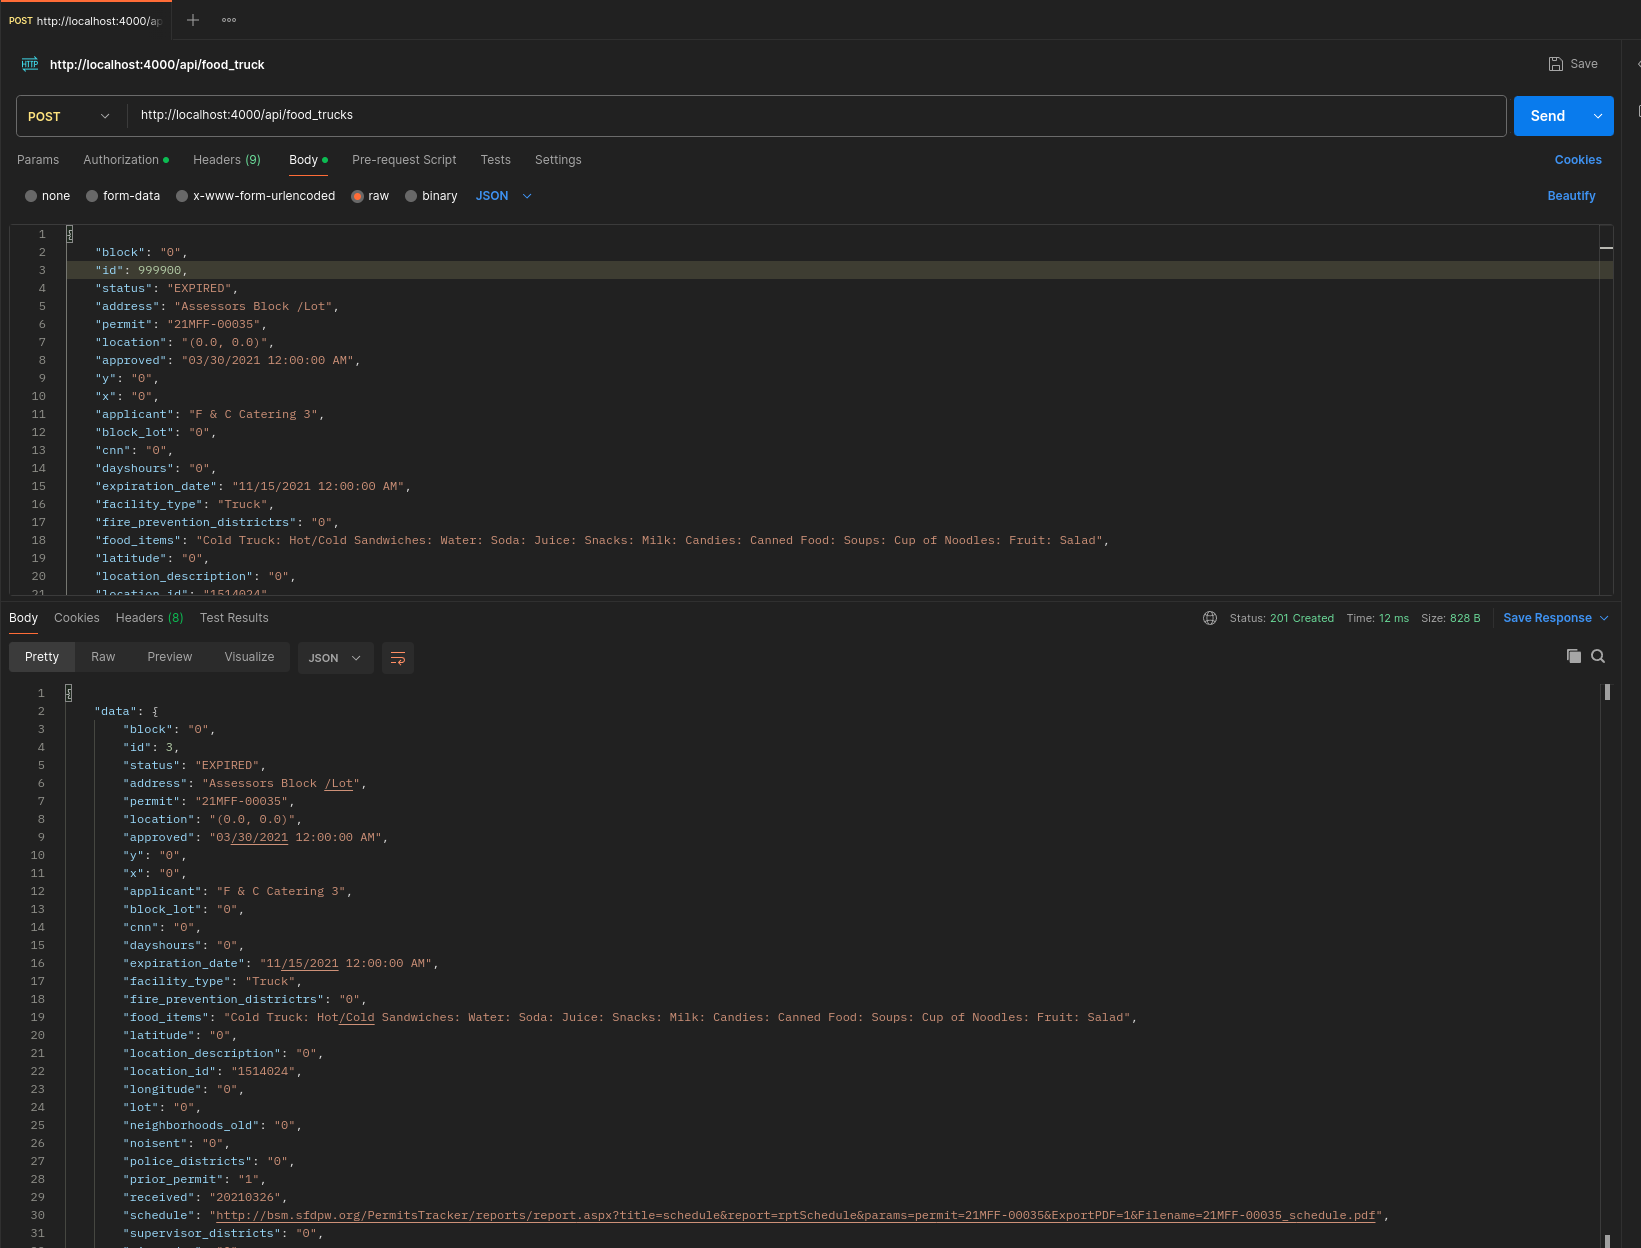 POST http://localhost:4000/ap
http://localhost:4000/api/food_truck
Save
POST http://localhost:4000/api/food_trucks Send
Params Authorization Headers (9) Body Pre-request Script Tests Settings Cookies
none form-data x-www-form-urlencoded raw binary JSON Beautify
1 {
2 "block": "0",
3 "id": 999900,
4 "status": "EXPIRED",
5 "address": "Assessors Block /Lot",
6 "permit": "21MFF-00035",
7 "location": "(0.0, 0.0)",
8 "approved": "03/30/2021 12:00:00 AM",
9 "y": "0",
10 "x": "0",
11 "applicant": "F & C Catering 3",
12 "block_lot": "0",
13 "cnn": "0",
14 "dayshours": "0",
15 "expiration_date": "11/15/2021 12:00:00 AM",
16 "facility_type": "Truck",
17 "fire_prevention_districtrs": "0",
18 "food_items": "Cold Truck: Hot/Cold Sandwiches: Water: Soda: Juice: Snacks: Milk: Candies: Canned Food: Soups: Cup of Noodles: Fruit: Salad",
19 "latitude": "0",
20 "location_description": "0",
21 "location_id": "1514024"
Body Cookies Headers (8) Test Results Status: 201 Created Time: 12 ms Size: 828 B Save Response
Pretty Raw Preview Visualize JSON
1 {
2 "data": {
3 "block": "0",
4 "id": 3,
5 "status": "EXPIRED",
6 "address": "Assessors Block /Lot",
7 "permit": "21MFF-00035",
8 "location": "(0.0, 0.0)",
9 "approved": "03/30/2021 12:00:00 AM",
10 "y": "0",
11 "x": "0",
12 "applicant": "F & C Catering 3",
13 "block_lot": "0",
14 "cnn": "0",
15 "dayshours": "0",
16 "expiration_date": "11/15/2021 12:00:00 AM",
17 "facility_type": "Truck",
18 "fire_prevention_districtrs": "0",
19 "food_items": "Cold Truck: Hot/Cold Sandwiches: Water: Soda: Juice: Snacks: Milk: Candies: Canned Food: Soups: Cup of Noodles: Fruit: Salad",
20 "latitude": "0",
21 "location_description": "0",
22 "location_id": "1514024",
23 "longitude": "0",
24 "lot": "0",
25 "neighborhoods_old": "0",
26 "noisent": "0",
27 "police_districts": "0",
28 "prior_permit": "1",
29 "received": "20210326",
30 "schedule": "http://bsm.sfdpw.org/PermitsTracker/reports/report.aspx?title=schedule&report=rptSchedule&params=permit=21MFF-00035&ExportPDF=1&Filename=21MFF-00035_schedule.pdf",
31 "supervisor_districts": "0",